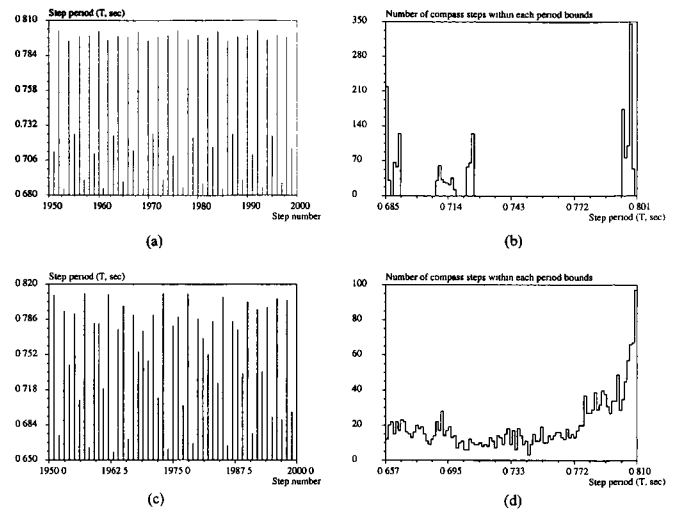 Step period (T, sec)
0 810
0 784
0 758
0 732
0 706
0 680
1950 1960 1970 1980 1990 2000
Step number
(a)
Number of compass steps within each period bounds
350
280
210
140
70
0
0 685 0 714 0 743 0 772 0 801
Step period (T, sec)
(b)
Step period (T, sec)
0 820
0 786
0 752
0 718
0 684
0 650
1950 0 1962.5 1975.0 1987.5 2000 0
Step number
(c)
Number of compass steps within each period bounds
100
80
60
40
20
0
0 657 0.695 0.733 0 772 0 810
Step period (T, sec)
(d)